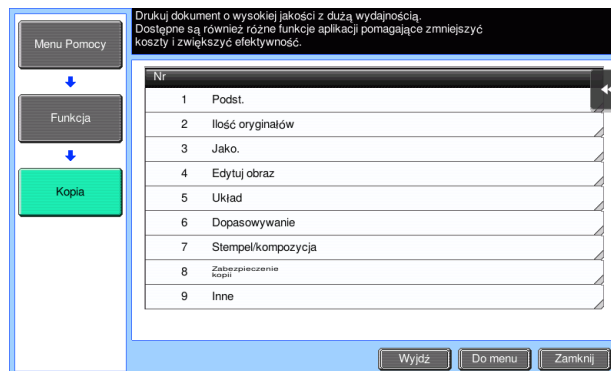 Drukuj dokument o wysokiej jakości z dużą wydajnością.
Dostępne są również różne funkcje aplikacji pomagające zmniejszyć
koszty i zwiększyć efektywność.
Menu Pomocy
Funkcja
Kopia
Nr
1 Podst.
2 Ilość oryginałów
3 Jako.
4 Edytuj obraz
5 Układ
6 Dopasowywanie
7 Stempel/kompozycja
8 Zabezpieczenie
kopii
9 Inne
Wyjdź Do menu Zamknij